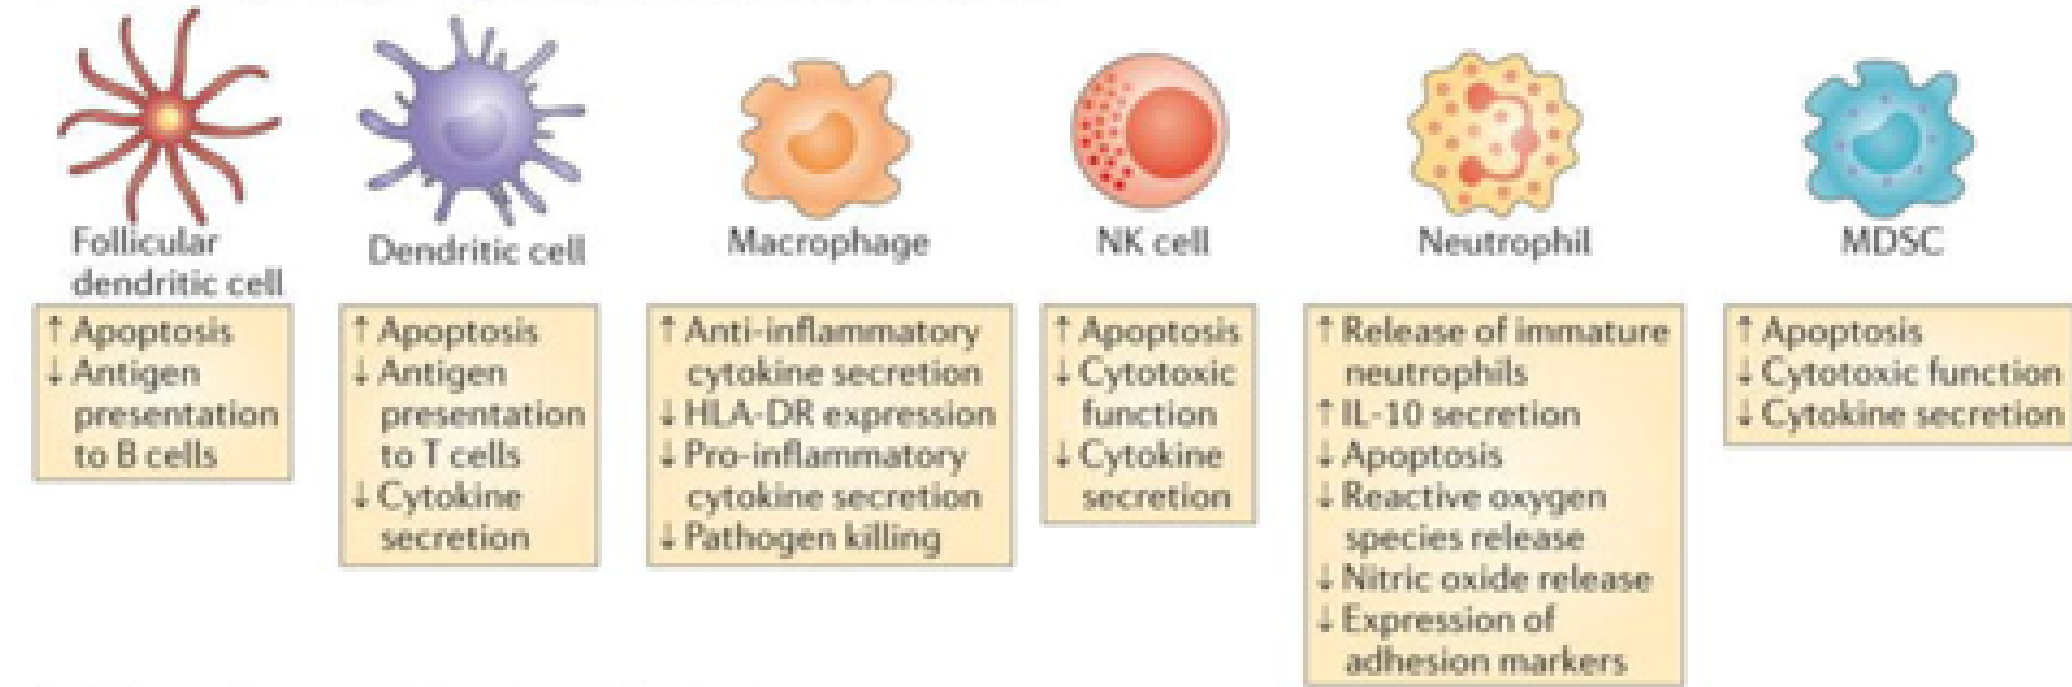 Follicular
dendritic cell
↑ Apoptosis
↓ Antigen
presentation
to B cells
Dendritic cell
↑ Apoptosis
↓ Antigen
presentation
to T cells
↓ Cytokine
secretion
Macrophage
↑ Anti-inflammatory
cytokine secretion
↓ HLA-DR expression
↓ Pro-inflammatory
cytokine secretion
↓ Pathogen killing
NK cell
↑ Apoptosis
↓ Cytotoxic
function
↓ Cytokine
secretion
Neutrophil
↑ Release of immature
neutrophils
↑ IL-10 secretion
↓ Apoptosis
↓ Reactive oxygen
species release
↓ Nitric oxide release
↓ Expression of
adhesion markers
MDSC
↑ Apoptosis
↓ Cytotoxic function
↓ Cytokine secretion